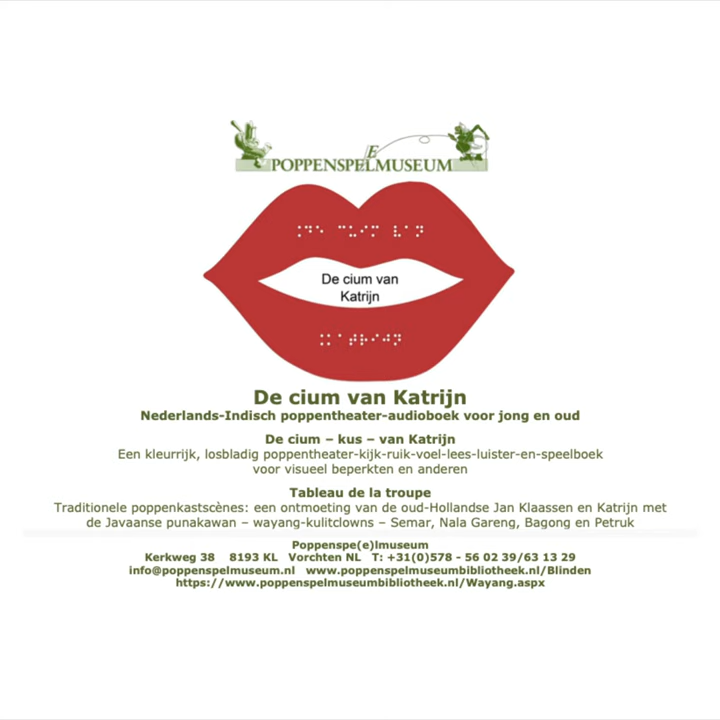 E
POPPENSPELMUSEUM
De cium van
Katrijn
De cium van Katrijn
Nederlands-Indisch poppentheater-audioboek voor jong en oud
De cium – kus – van Katrijn
Een kleurrijk, losbladig poppentheater-kijk-ruik-voel-lees-luister-en-speelboek
voor visueel beperkten en anderen
Tableau de la troupe
Traditionele poppenkastscènes: een ontmoeting van de oud-Hollandse Jan Klaassen en Katrijn met
de Javaanse punakawan – wayang-kulitclowns – Semar, Nala Gareng, Bagong en Petruk
Poppenspe(e)lmuseum
Kerkweg 38 8193 KL Vorchten NL T: +31(0)578 - 56 02 39/63 13 29
info@poppenspelmuseum.nl www.poppenspelmuseumbibliotheek.nl/Blinden
https://www.poppenspelmuseumbibliotheek.nl/Wayang.aspx